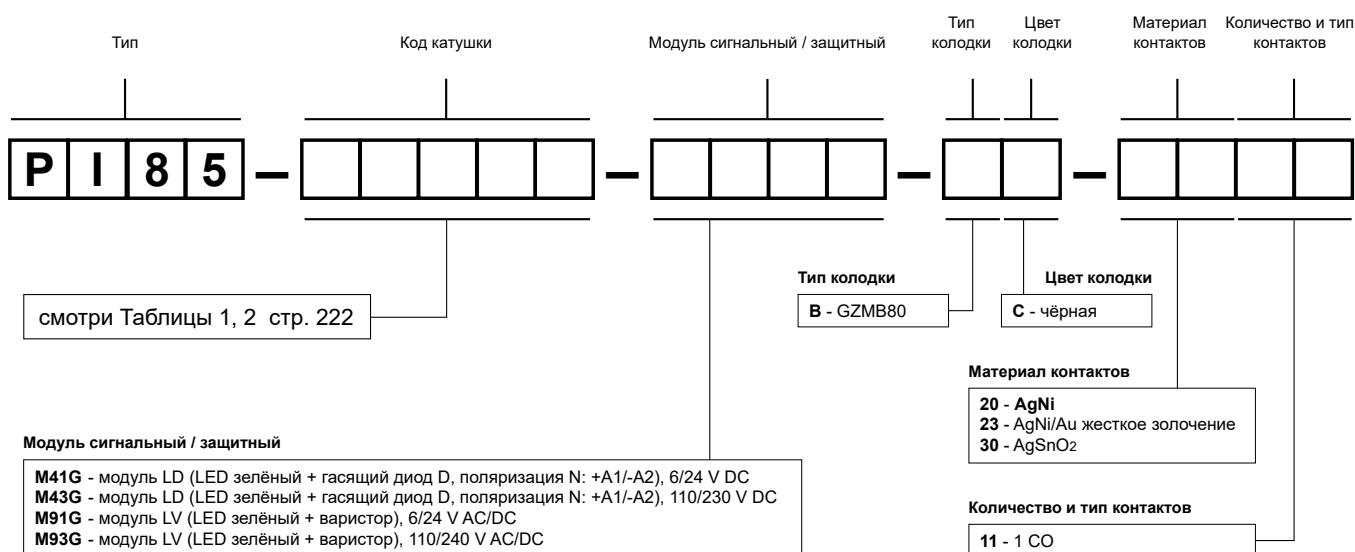 Тип
Код катушки
Модуль сигнальный / защитный
Тип
колодки
Цвет
колодки
Материал
контактов
Количество и тип
контактов
P I 8 5 – – – –
смотри Таблицы 1, 2 стр. 222
Тип колодки
B - GZMB80
Цвет колодки
C - чёрная
Материал контактов
20 - AgNi
23 - AgNi/Au жесткое золочение
30 - AgSnO2
Модуль сигнальный / защитный
M41G - модуль LD (LED зелёный + гасящий диод D, поляризация N: +A1/-A2), 6/24 V DC
M43G - модуль LD (LED зелёный + гасящий диод D, поляризация N: +A1/-A2), 110/230 V DC
M91G - модуль LV (LED зелёный + варистор), 6/24 V AC/DC
M93G - модуль LV (LED зелёный + варистор), 110/240 V AC/DC
Количество и тип контактов
11 - 1 CO